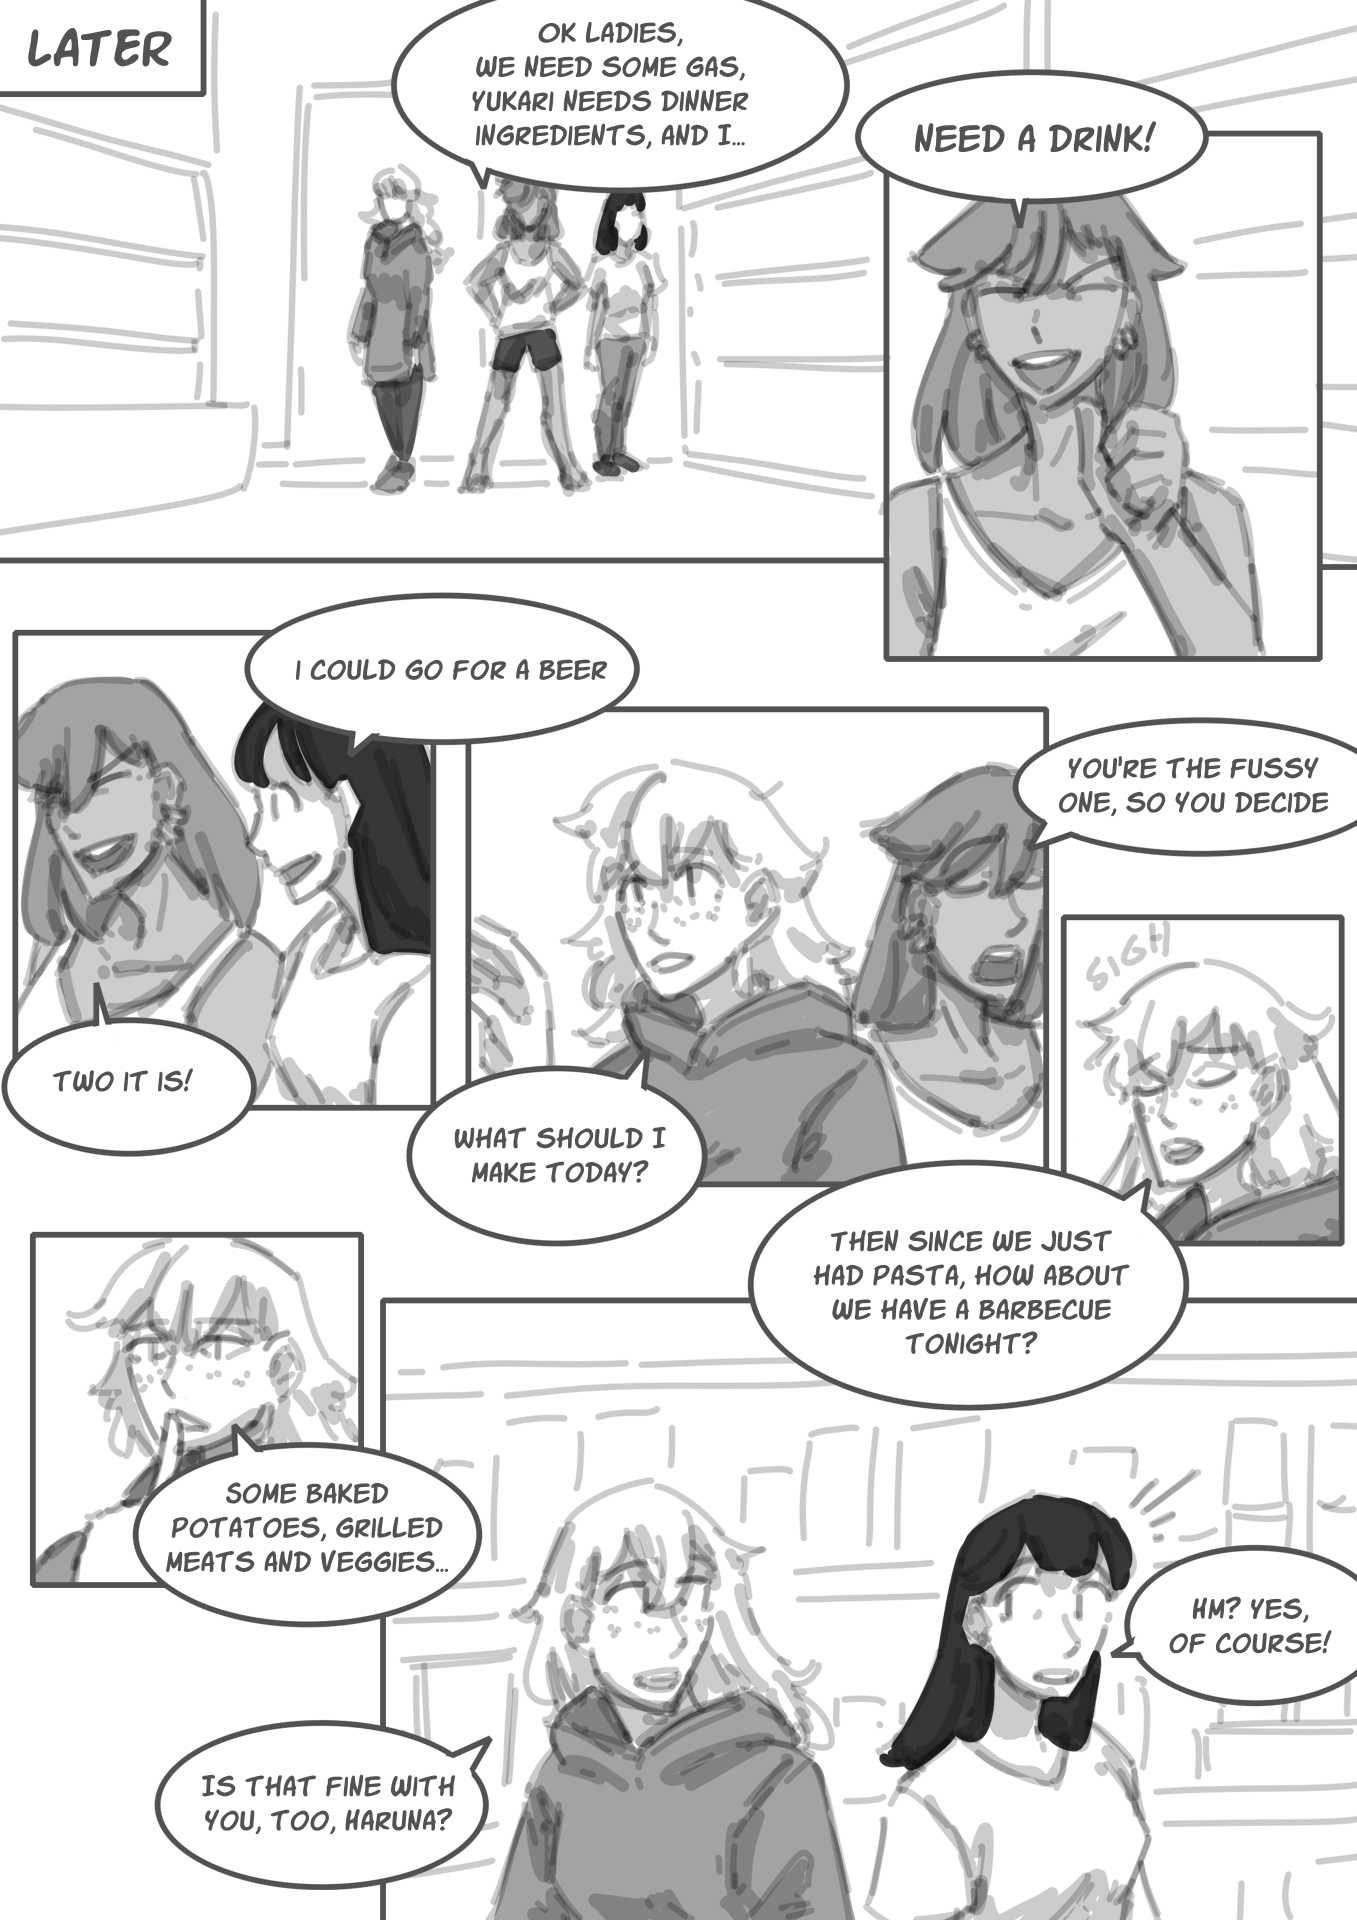 LATER
OK LADIES,
WE NEED SOME GAS,
YUKARI NEEDS DINNER
INGREDIENTS, AND I...
NEED A DRINK!
I COULD GO FOR A BEER
TWO IT IS!
WHAT SHOULD I
MAKE TODAY?
YOU'RE THE FUSSY
ONE, SO YOU DECIDE
SIGH
THEN SINCE WE JUST
HAD PASTA, HOW ABOUT
WE HAVE A BARBECUE
TONIGHT?
SOME BAKED
POTATOES, GRILLED
MEATS AND VEGGIES...
IS THAT FINE WITH
YOU, TOO, HARUNA?
HM? YES,
OF COURSE!